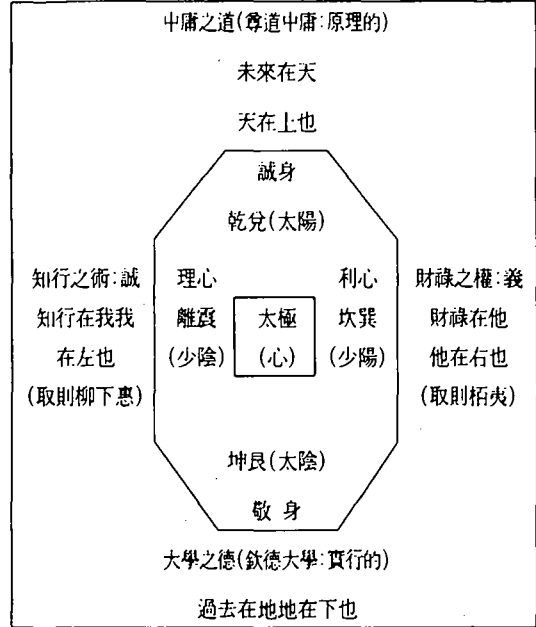 中庸之道(尊道中庸:原理的)
未來在天
天在上也
誠身
乾兌(太陽)
知行之術:誠
知行在我我
在左也
(取則柳下惠)
理心
離震
(少陰)
太極
(心)
利心
坎巽
(少陽)
財祿之權:義
財祿在他
他在右也
(取則柘夷)
坤艮(太陰)
敬身
大學之德(欽德大學:實行的)
過去在地地在下也